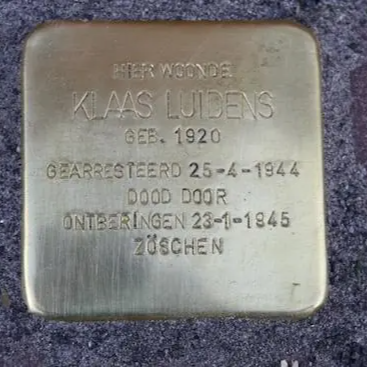 HIER WOONDE
KLAAS LUIDENS
GEB. 1920
GEARRESTEERD 25-4-1944
DOOD DOOR
ONTBERINGEN 23-1-1945
ZÖSCHEN